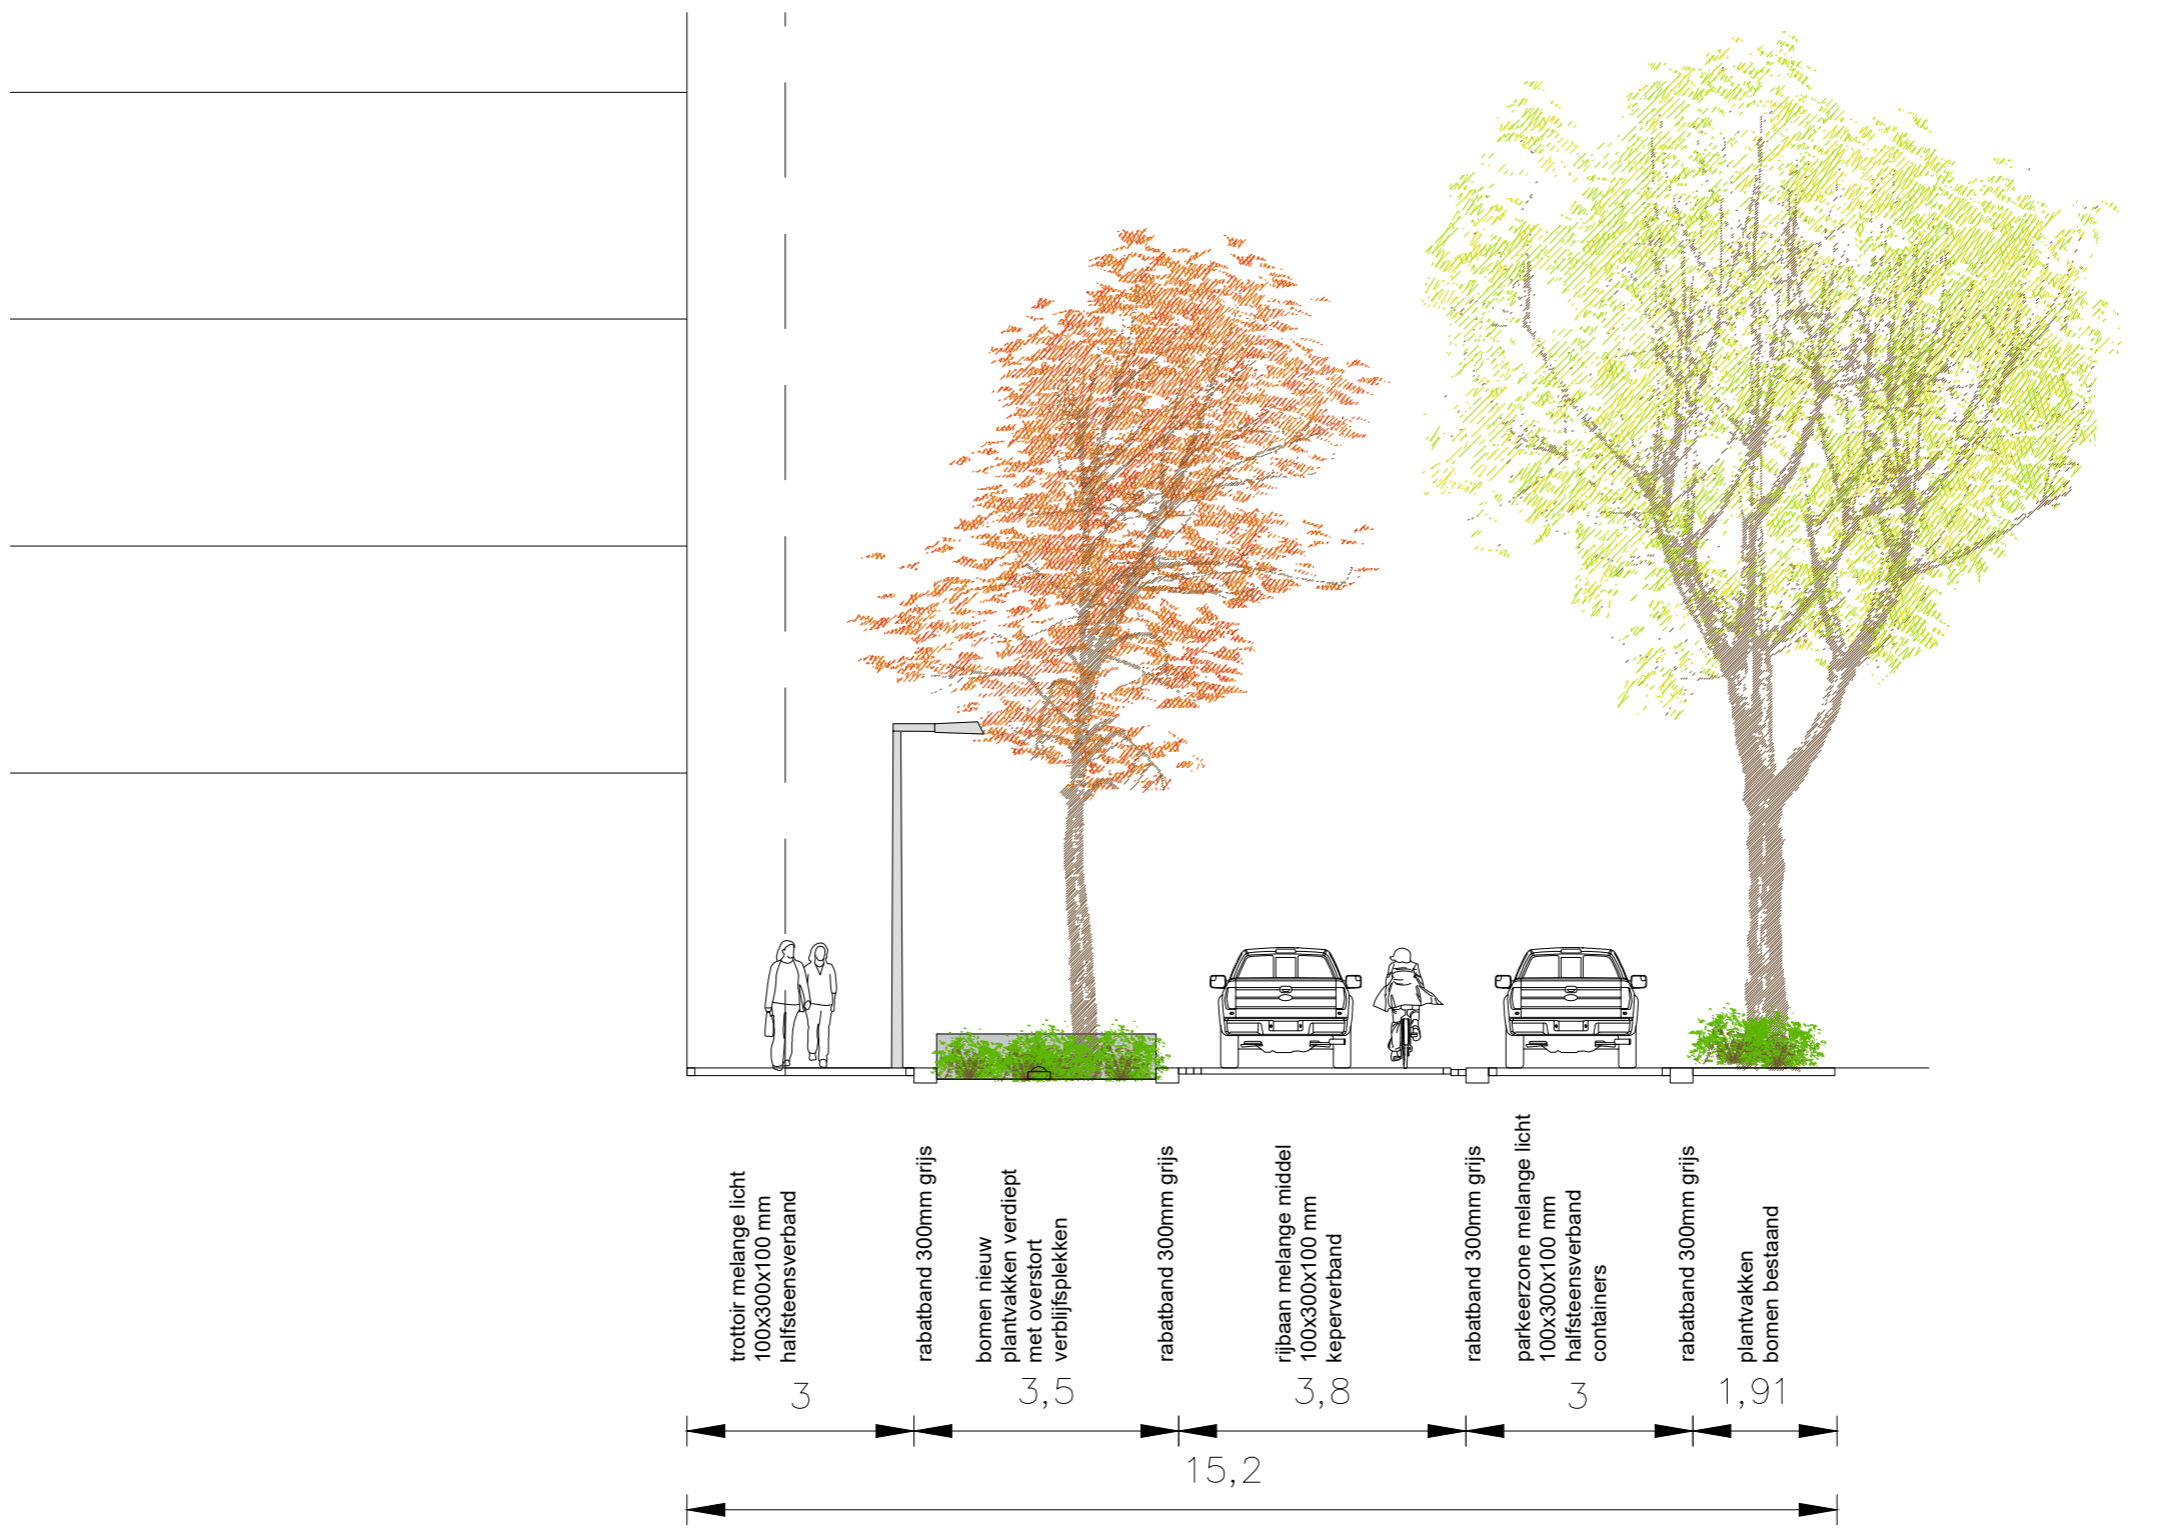 trottoir melange licht
100x300x100 mm
halfsteensverband
rabatband 300mm grijs
bomen nieuw
plantvakken verdiept
met overstort
verblijfsplekken
rabatband 300mm grijs
rijbaan melange middel
100x300x100 mm
keperverband
rabatband 300mm grijs
parkeerzone melange licht
100x300x100 mm
halfsteensverband
containers
rabatband 300mm grijs
plantvakken
bomen bestaand
3
3,5
3,8
3
1,91
15,2